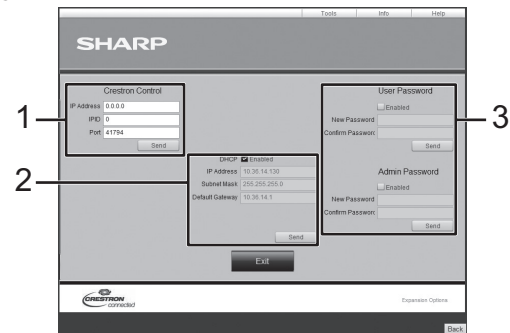 Tools Info Help
SHARP
1
Crestron Control
IP Address 0.0.0.0
IPID 0
Port 41794
Send
2
DHCP Enabled
IP Address 10.36.14.130
Subnet Mask 255.255.255.0
Default Gateway 10.36.14.1
Send
3
User Password
Enabled
New Password
Confirm Password
Send
Admin Password
Enabled
New Password
Confirm Password
Send
Exit
CRESTRON
connected
Expansion Options
Back